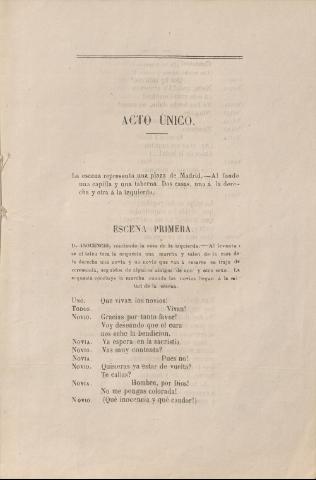 ACTO ÚNICO.
La escena representa una plaza de Madrid.—Al fondo
una capilla y una taberna. Dos casas, una á la dere-
cha y otra á la izquierda.
ESCENA PRIMERA.
D. INOCENCIO, rondando la casa de la izquierda.—Al levantar-
se el telon toca la orquesta una marcha y salen de la casa de
la derecha una novia y un novio que van á casarse en traje de
ceremonia, seguidos de algunos amigos de uno y otro sexo. La
orquesta concluye la marcha cuando los novios llegan á la mi-
tad de la escena.
UNO. Que vivan los novios!
TODOS. Vivan!
NOVIO. Gracias por tanto favor!
Voy deseando que el cura
nos eche la bendicion.
NOVIA. Ya espera en la sacristía.
NOVIO. Vas muy contenta?
NOVIA Pues no!
NOVIO. Quisieras ya estar de vuelta?
Te callas?
NOVIA. Hombre, por Dios!
No me pongas colorada!
NOVIO. (Qué inocencia y qué candor!)